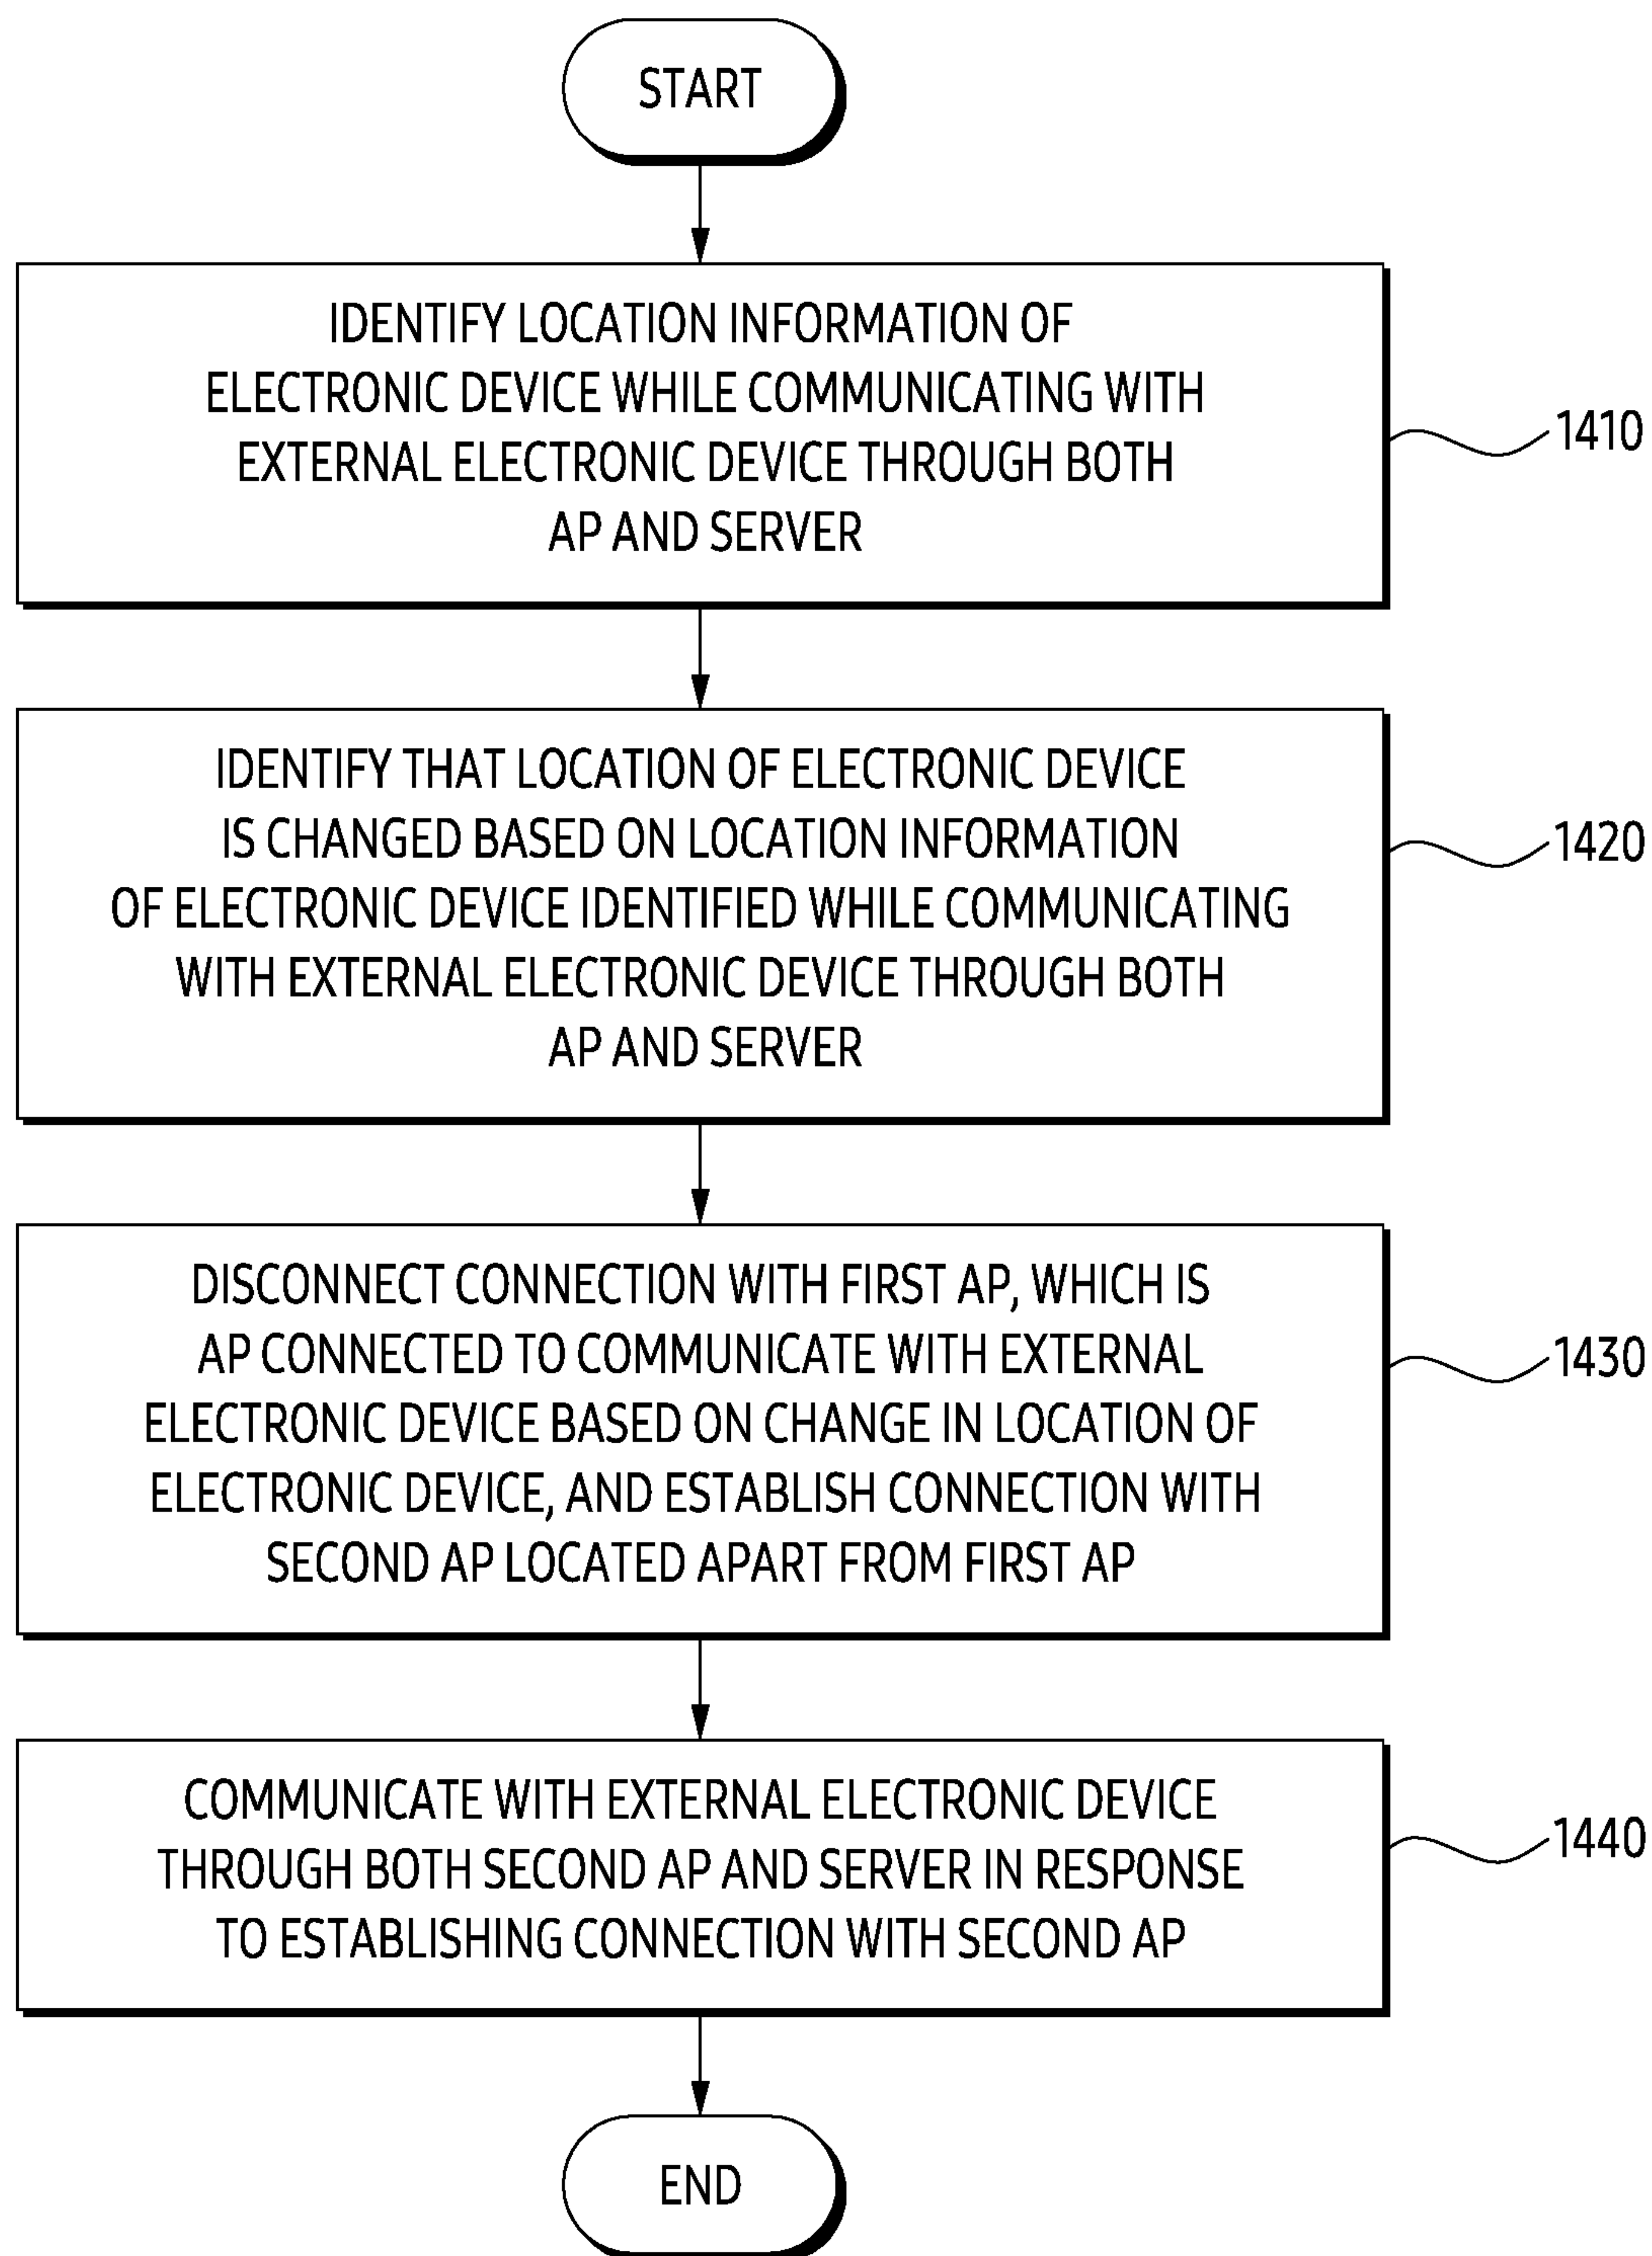 START
IDENTIFY LOCATION INFORMATION OF
ELECTRONIC DEVICE WHILE COMMUNICATING WITH
EXTERNAL ELECTRONIC DEVICE THROUGH BOTH
AP AND SERVER
1410
IDENTIFY THAT LOCATION OF ELECTRONIC DEVICE
IS CHANGED BASED ON LOCATION INFORMATION
OF ELECTRONIC DEVICE IDENTIFIED WHILE COMMUNICATING
WITH EXTERNAL ELECTRONIC DEVICE THROUGH BOTH
AP AND SERVER
1420
DISCONNECT CONNECTION WITH FIRST AP, WHICH IS
AP CONNECTED TO COMMUNICATE WITH EXTERNAL
ELECTRONIC DEVICE BASED ON CHANGE IN LOCATION OF
ELECTRONIC DEVICE, AND ESTABLISH CONNECTION WITH
SECOND AP LOCATED APART FROM FIRST AP
1430
COMMUNICATE WITH EXTERNAL ELECTRONIC DEVICE
THROUGH BOTH SECOND AP AND SERVER IN RESPONSE
TO ESTABLISHING CONNECTION WITH SECOND AP
1440
END